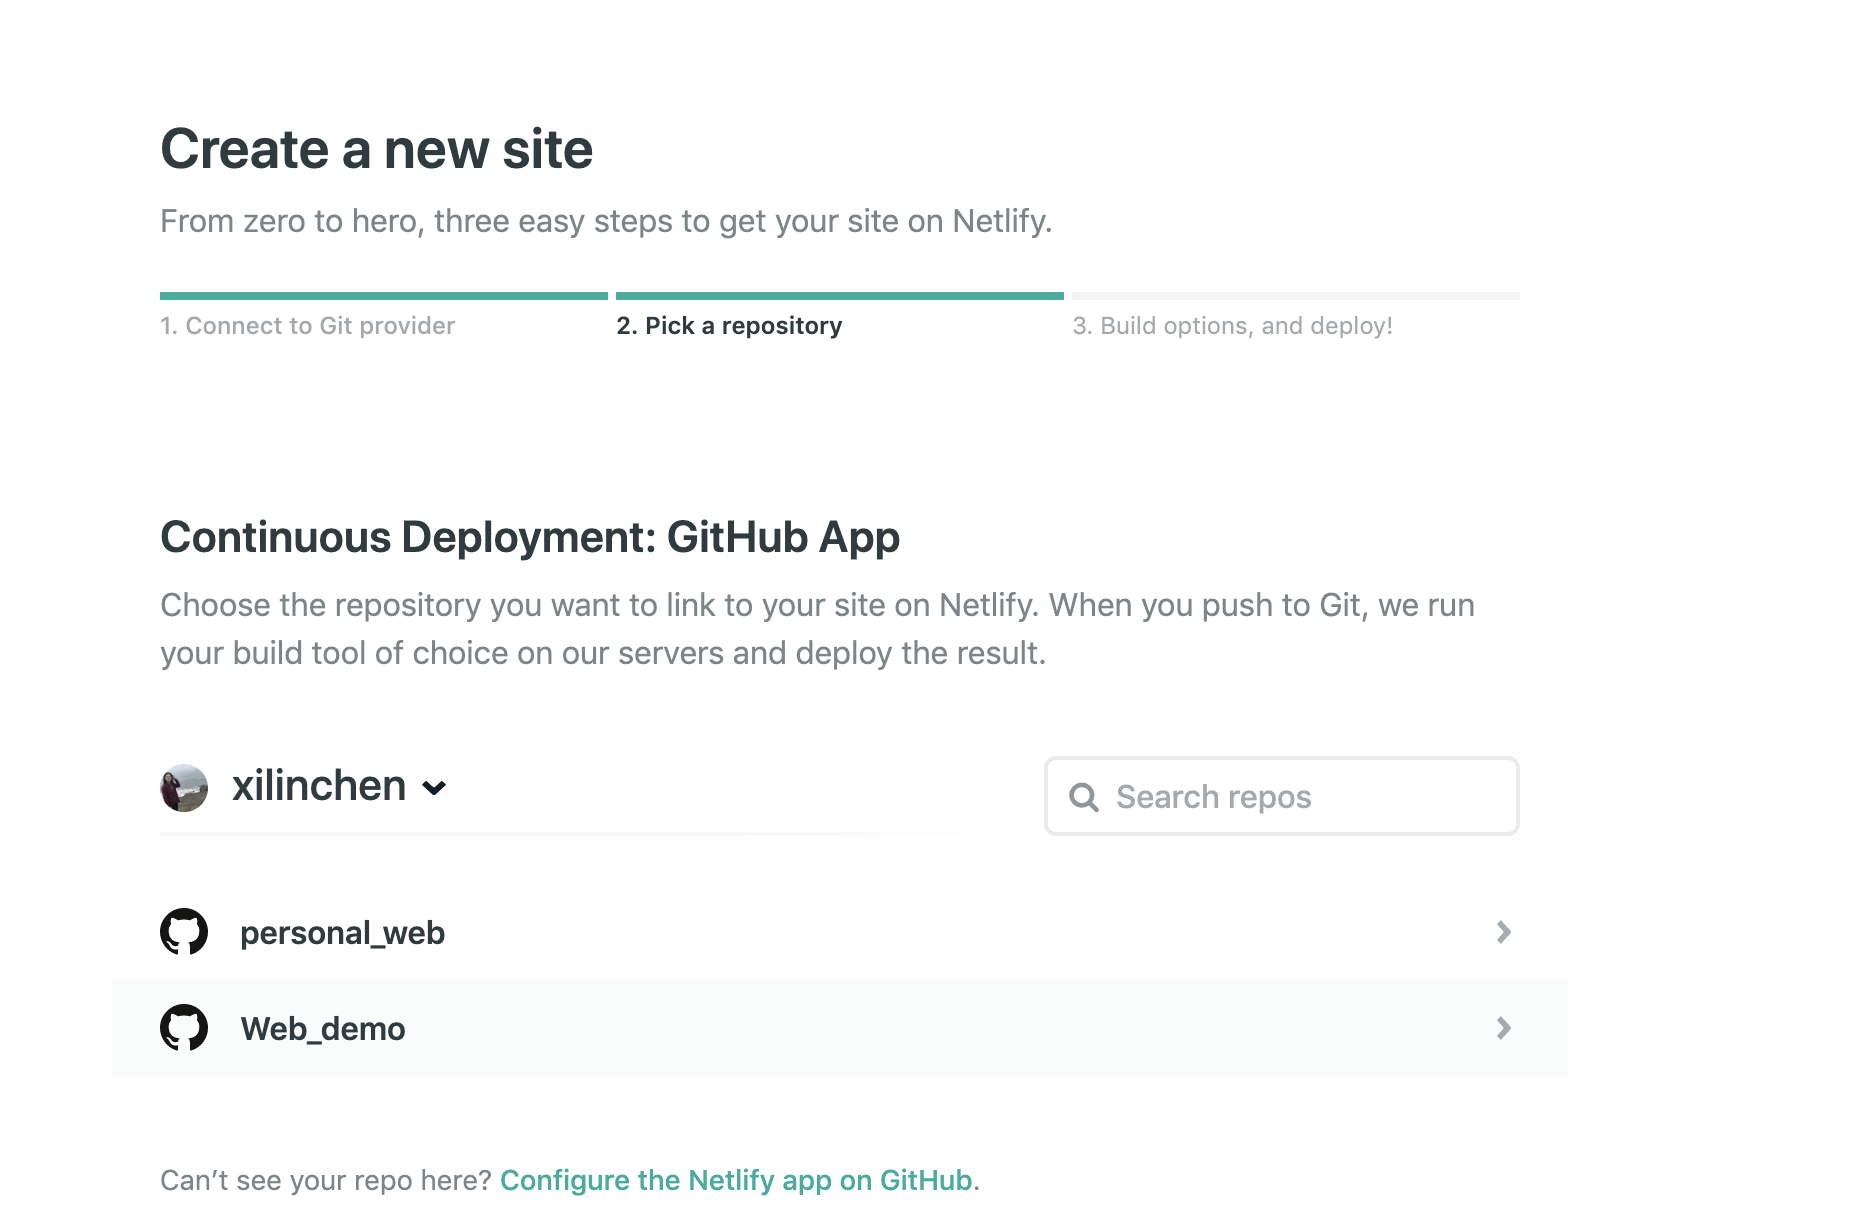 Create a new site
From zero to hero, three easy steps to get your site on Netlify.
1. Connect to Git provider
2. Pick a repository
3. Build options, and deploy!
Continuous Deployment: GitHub App
Choose the repository you want to link to your site on Netlify. When you push to Git, we run
your build tool of choice on our servers and deploy the result.
xilinchen
Search repos
personal_web
Web_demo
Can’t see your repo here? Configure the Netlify app on GitHub.